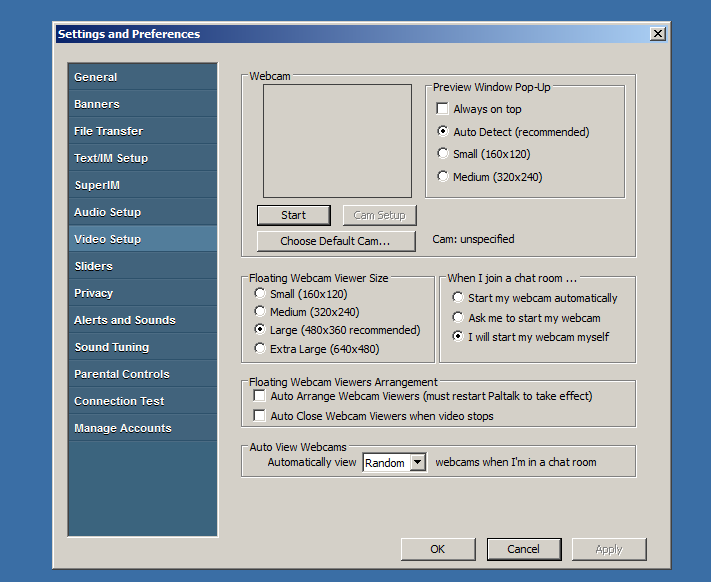 Settings and Preferences
General
Banners
File Transfer
Text/IM Setup
SuperIM
Audio Setup
Video Setup
Sliders
Privacy
Alerts and Sounds
Sound Tuning
Parental Controls
Connection Test
Manage Accounts
Webcam
Start
Cam Setup
Choose Default Cam...
Cam: unspecified
Preview Window Pop-Up
Always on top
Auto Detect (recommended)
Small (160x120)
Medium (320x240)
Floating Webcam Viewer Size
Small (160x120)
Medium (320x240)
Large (480x360 recommended)
Extra Large (640x480)
When I join a chat room ...
Start my webcam automatically
Ask me to start my webcam
I will start my webcam myself
Floating Webcam Viewers Arrangement
Auto Arrange Webcam Viewers (must restart Paltalk to take effect)
Auto Close Webcam Viewers when video stops
Auto View Webcams
Automatically view Random webcams when I'm in a chat room
OK Cancel Apply